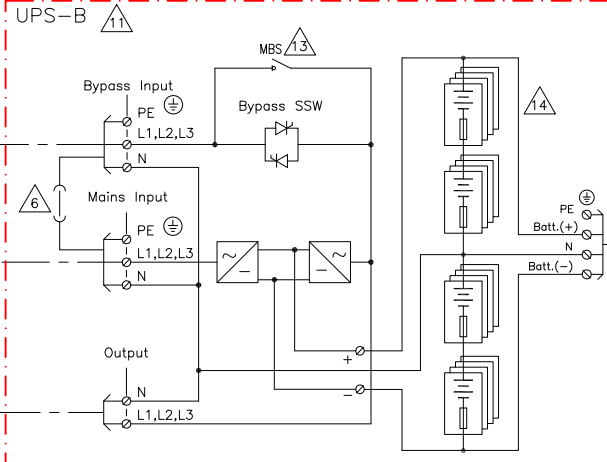 UPS-B 11
MBS 13
Bypass Input
PE
L1,L2,L3
N
Bypass SSW
14
6
Mains Input
PE
L1,L2,L3
N
~
–
~
–
PE
Batt.(+)
N
Batt.(-)
+
–
Output
N
L1,L2,L3